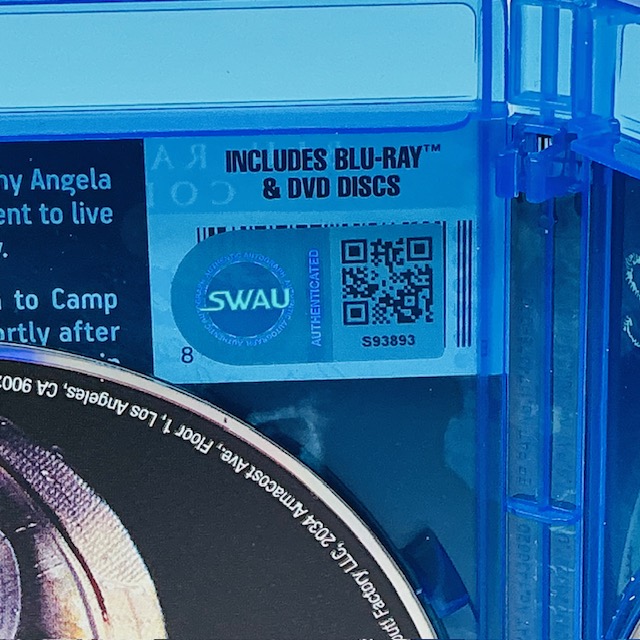 INCLUDES BLU-RAY™
& DVD DISCS
ny Angela
ent to live
y.
to Camp
ortly after
SWAU
AUTHENTICATED
S93893
8
Factory LLC, 2034 Armacost Ave., Floor 1, Los Angeles, CA 9002